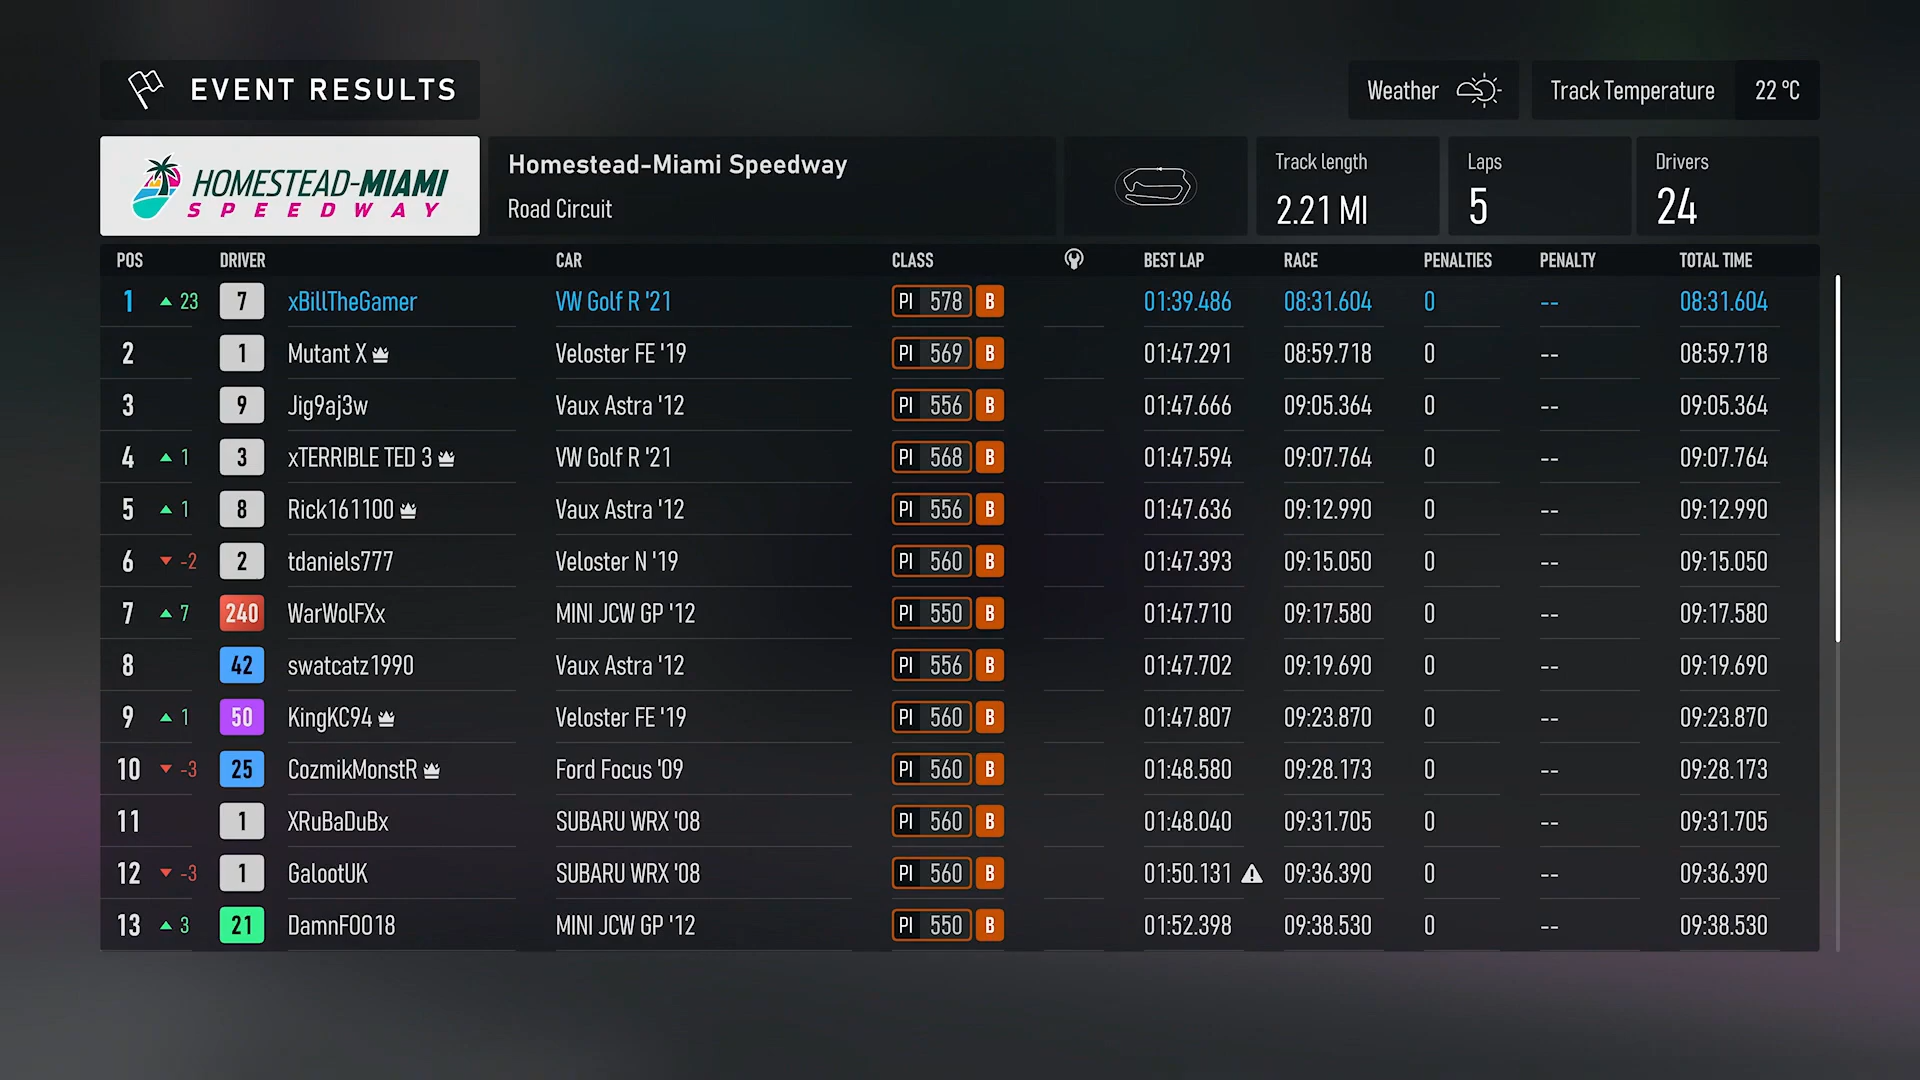 EVENT RESULTS
Weather
Track Temperature 22 °C
HOMESTEAD-MIAMI
SPEEDWAY
Homestead-Miami Speedway
Road Circuit
Track length
2.21 MI
Laps
5
Drivers
24
POS DRIVER CAR CLASS BEST LAP RACE PENALTIES PENALTY TOTAL TIME
1 23 7 xBillTheGamer VW Golf R '21 PI 578 B 01:39.486 08:31.604 0 -- 08:31.604
2 1 Mutant X Veloster FE '19 PI 569 B 01:47.291 08:59.718 0 -- 08:59.718
3 9 Jig9aj3w Vaux Astra '12 PI 556 B 01:47.666 09:05.364 0 -- 09:05.364
4 1 3 xTERRIBLE TED 3 VW Golf R '21 PI 568 B 01:47.594 09:07.764 0 -- 09:07.764
5 1 8 Rick161100 Vaux Astra '12 PI 556 B 01:47.636 09:12.990 0 -- 09:12.990
6 -2 2 tdaniels777 Veloster N '19 PI 560 B 01:47.393 09:15.050 0 -- 09:15.050
7 7 240 WarWolFXx MINI JCW GP '12 PI 550 B 01:47.710 09:17.580 0 -- 09:17.580
8 42 swatcatz1990 Vaux Astra '12 PI 556 B 01:47.702 09:19.690 0 -- 09:19.690
9 1 50 KingKC94 Veloster FE '19 PI 560 B 01:47.807 09:23.870 0 -- 09:23.870
10 -3 25 CozmikMonstR Ford Focus '09 PI 560 B 01:48.580 09:28.173 0 -- 09:28.173
11 1 XRuBaDuBx SUBARU WRX '08 PI 560 B 01:48.040 09:31.705 0 -- 09:31.705
12 -3 1 GalootUK SUBARU WRX '08 PI 560 B 01:50.131 09:36.390 0 -- 09:36.390
13 3 21 DamnFOO18 MINI JCW GP '12 PI 550 B 01:52.398 09:38.530 0 -- 09:38.530